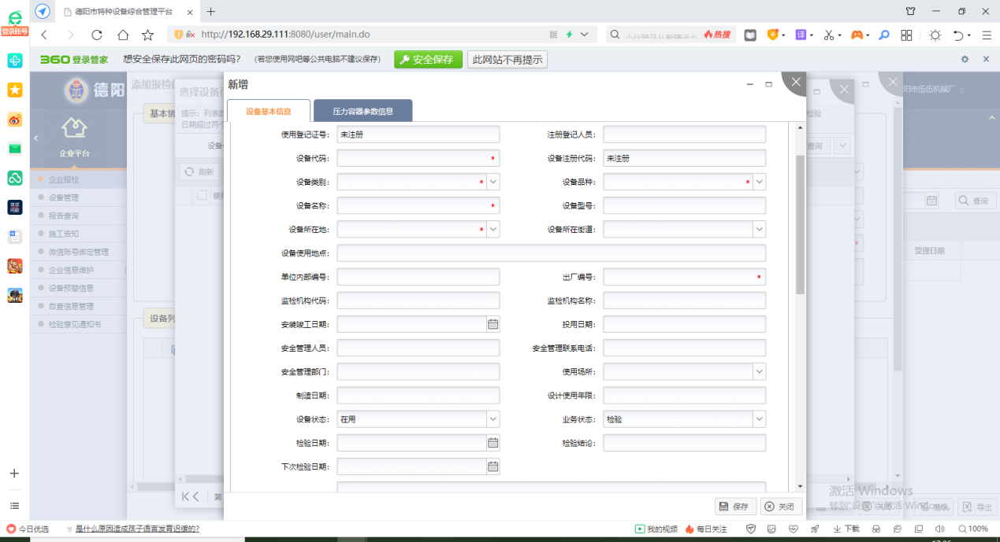 德阳市特种设备综合管理平台
登录账号
http://192.168.29.111:8080/user/main.do
热搜
译
360登录管家 想安全保存此网页的密码吗? (若您使用网吧等公共电脑不建议保存) 安全保存 此网站不再提示
德阳
企业平台
企业报检
设备管理
报告查询
施工告知
微信账号绑定管理
企业信息维护
设备预警信息
自查信息管理
检验意见通知书
添加报检
基本情
设备列
选择设备
提示:列表
日期超过两个
设备
刷新
使用
第
新增
设备基本信息 压力容器参数信息
使用登记证号: 未注册 注册登记人员:
设备代码: * 设备注册代码: 未注册
设备类别: * 设备品种: *
设备名称: * 设备型号:
设备所在地: * 设备所在街道:
设备使用地点:
单位内部编号: 出厂编号: *
监检机构代码: 监检机构名称:
安装竣工日期: 投用日期:
安全管理人员: 安全管理联系电话:
安全管理部门: 使用场所:
制造日期: 设计使用年限:
设备状态: 在用 业务状态: 检验
检验日期: 检验结论:
下次检验日期:
保存 关闭
阳市伍伍机械厂
检验
查询
查询
受理日期
激活 Windows
转到"设置"以激活 Windows
导出
今日优选 是什么原因造成孩子语言发育迟缓的? 我的视频 每日关注 下载 100%